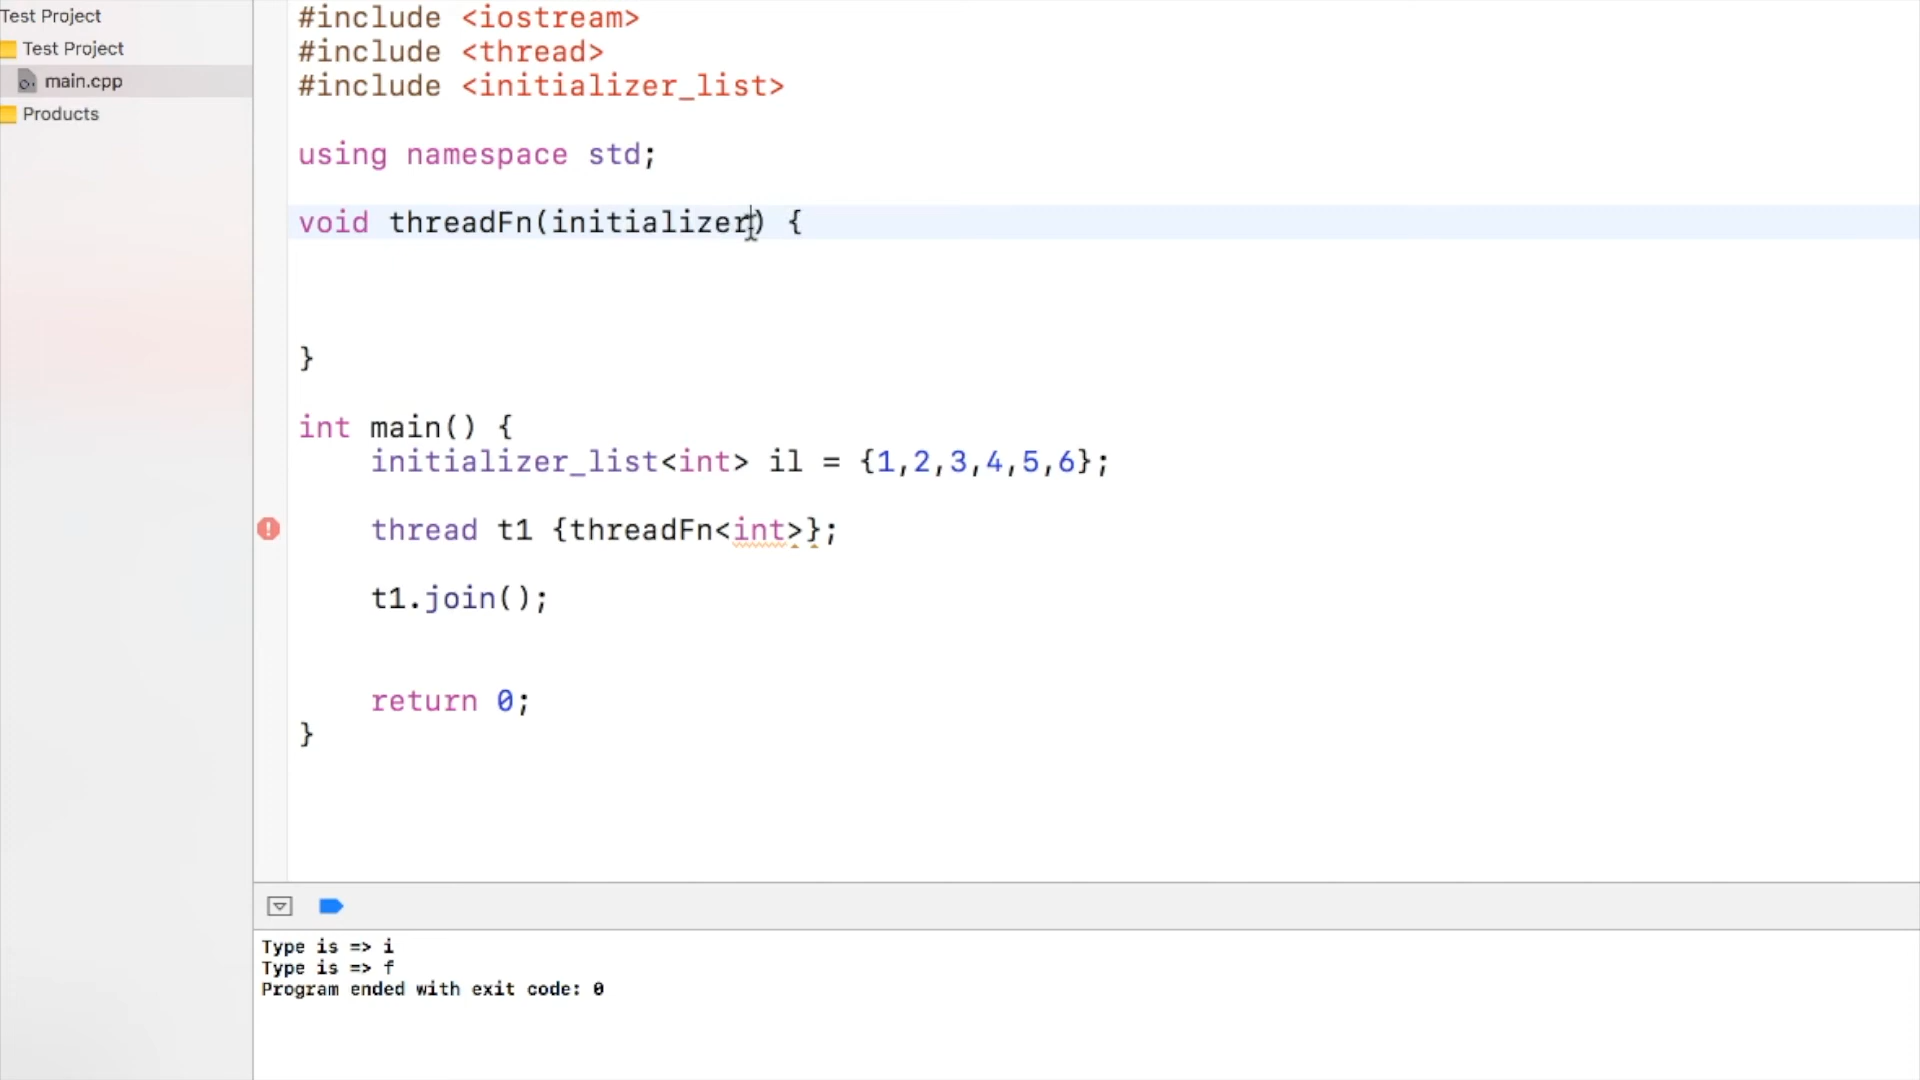 Test Project
Test Project
main.cpp
Products
#include <iostream>
#include <thread>
#include <initializer_list>
using namespace std;
void threadFn(initializer) {
}
int main() {
initializer_list<int> il = {1,2,3,4,5,6};
thread t1 {threadFn<int>};
t1.join();
return 0;
}
Type is => i
Type is => f
Program ended with exit code: 0